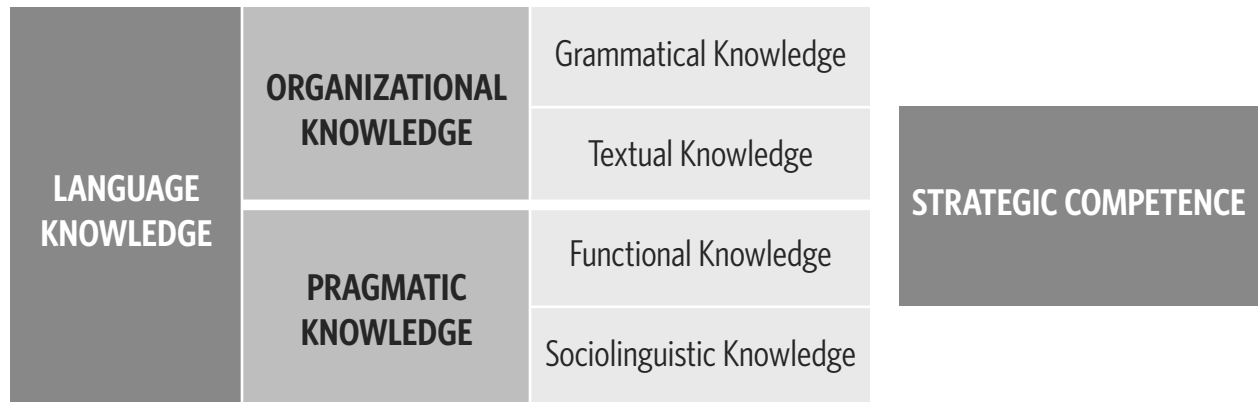 LANGUAGE
KNOWLEDGE
ORGANIZATIONAL
KNOWLEDGE
Grammatical Knowledge
Textual Knowledge
PRAGMATIC
KNOWLEDGE
Functional Knowledge
Sociolinguistic Knowledge
STRATEGIC COMPETENCE